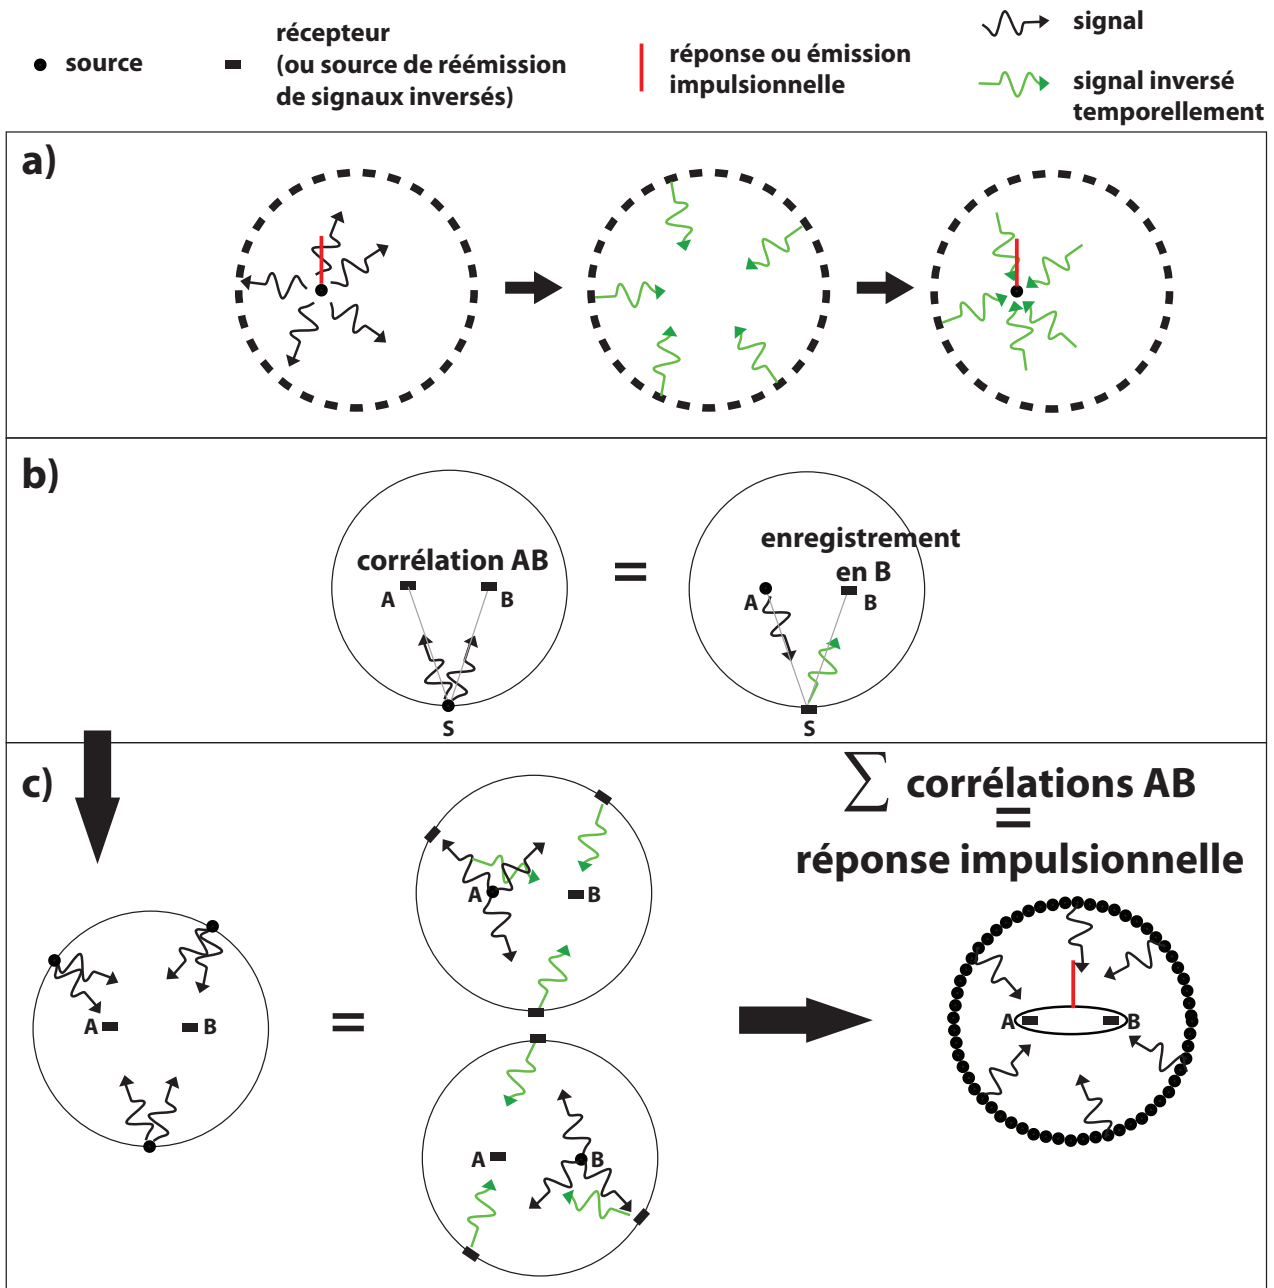 source
récepteur
(ou source de réémission
de signaux inversés)
réponse ou émission
impulsionnelle
signal
signal inversé
temporellement
a)
b)
corrélation AB
A
B
S
=
enregistrement
en B
A
B
S
c)
A
B
=
A
B
A
B
∑ corrélations AB
=
réponse impulsionnelle
A
B